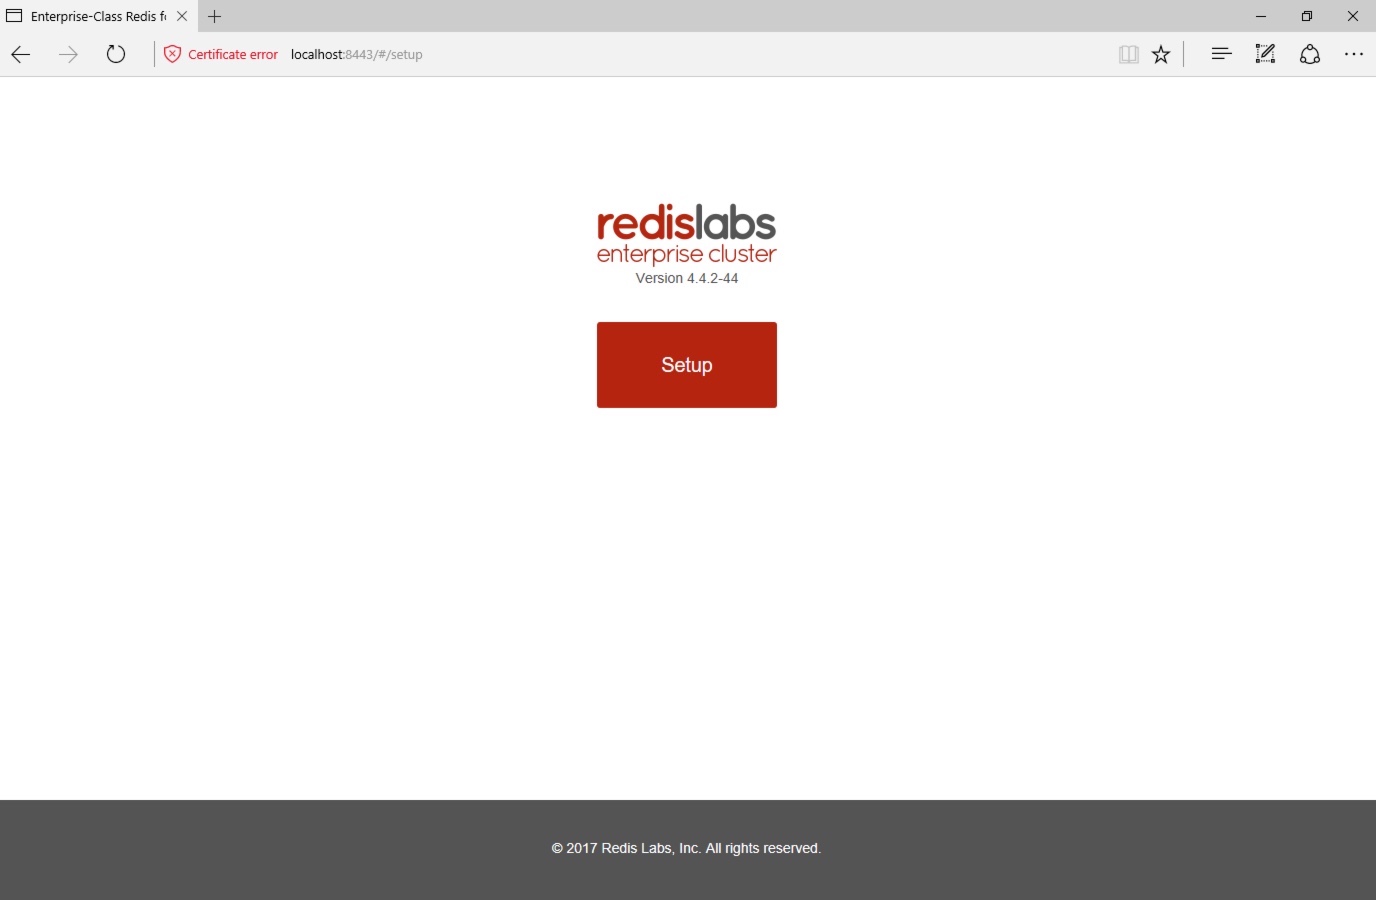 Enterprise-Class Redis fo
Certificate error localhost:8443/#/setup
redislabs
enterprise cluster
Version 4.4.2-44
Setup
© 2017 Redis Labs, Inc. All rights reserved.